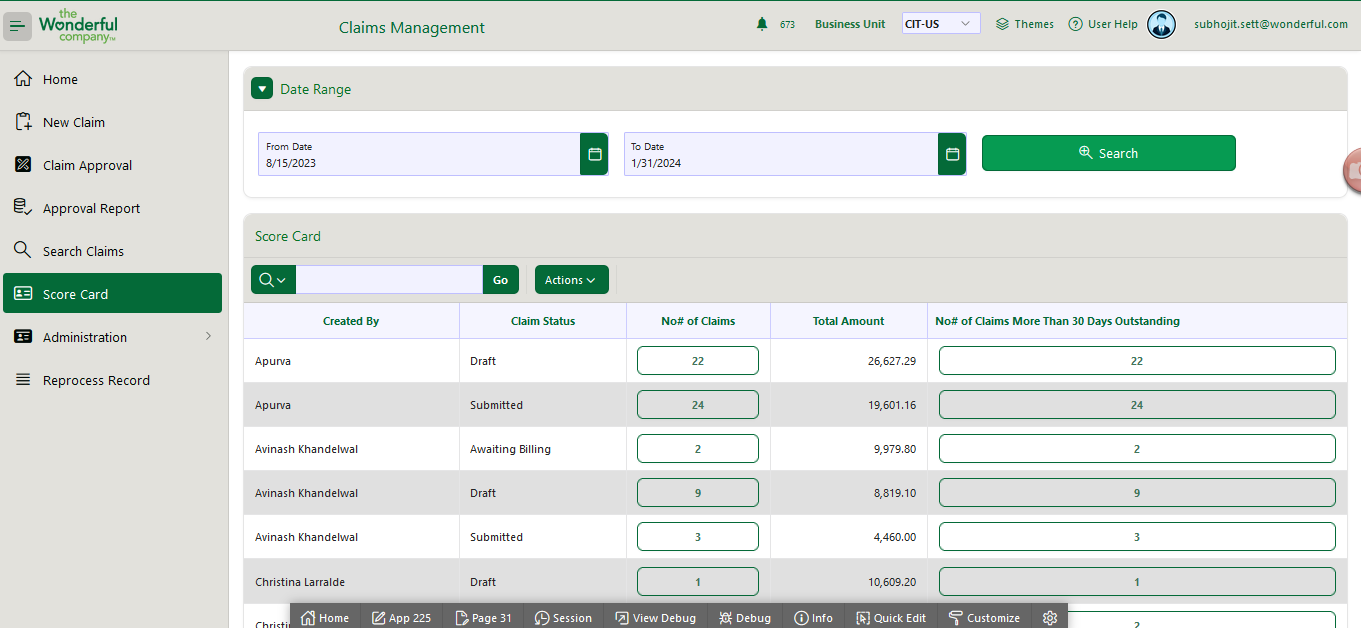 the
Wonderful
company
Claims Management
673
Business Unit
CIT-US
Themes
User Help
subhojit.sett@wonderful.com
Home
New Claim
Claim Approval
Approval Report
Search Claims
Score Card
Administration
Reprocess Record
Date Range
From Date
8/15/2023
To Date
1/31/2024
Search
Score Card
Go
Actions
Created By Claim Status No# of Claims Total Amount No# of Claims More Than 30 Days Outstanding
Apurva Draft 22 26,627.29 22
Apurva Submitted 24 19,601.16 24
Avinash Khandelwal Awaiting Billing 2 9,979.80 2
Avinash Khandelwal Draft 9 8,819.10 9
Avinash Khandelwal Submitted 3 4,460.00 3
Christina Larralde Draft 1 10,609.20 1
2
Home App 225 Page 31 Session View Debug Debug Info Quick Edit Customize